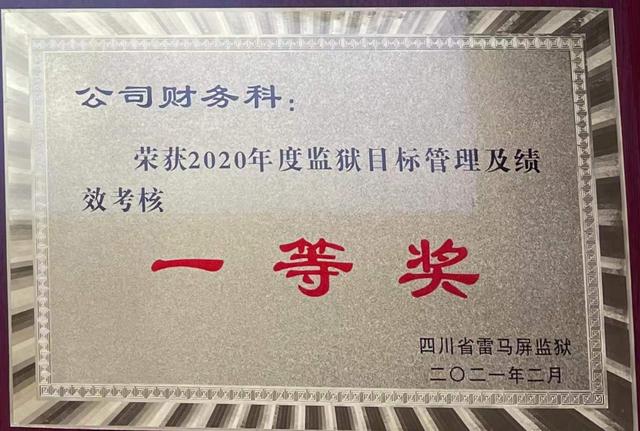 公司财务科：
荣获2020年度监狱目标管理及绩
效考核
一等奖
四川省雷马屏监狱
二〇二一年二月